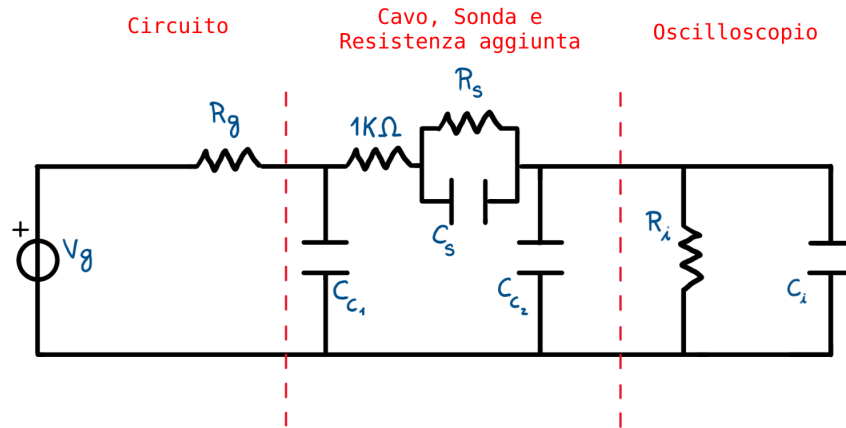 Circuito
Cavo, Sonda e
Resistenza aggiunta
Oscilloscopio
Rg
1KΩ
Rs
+
Vg
Cs
Cc1
Cc2
Ri
Ci